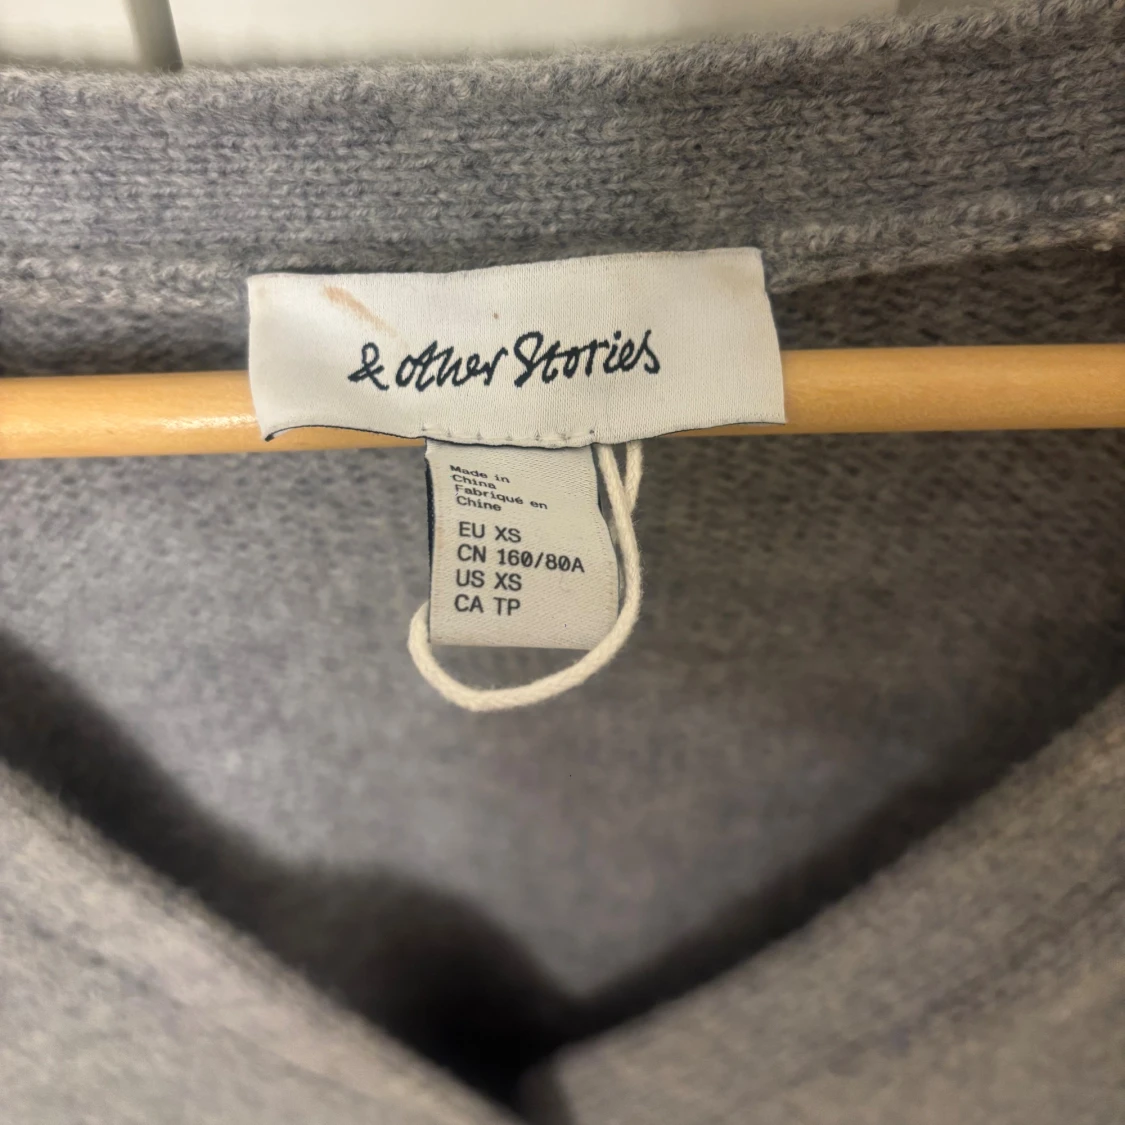 & other Stories
Made in
China
Fabriqué en
Chine
EU XS
CN 160/80A
US XS
CA TP